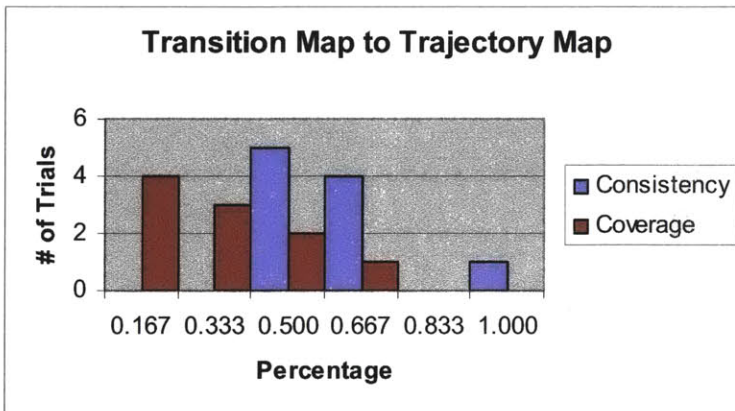 Transition Map to Trajectory Map
6
4
2
0
# of Trials
0.167 0.333 0.500 0.667 0.833 1.000
Percentage
Consistency
Coverage